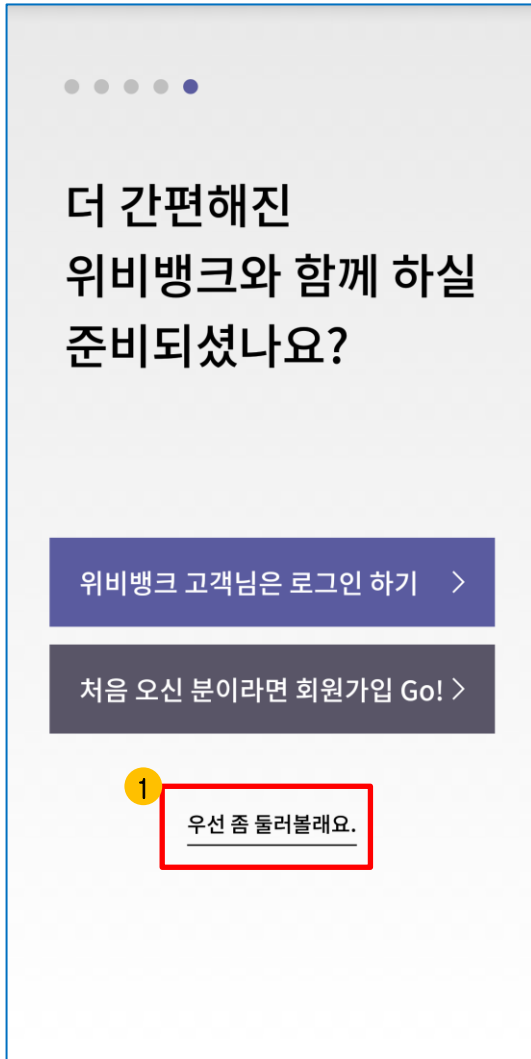 더 간편해진
위비뱅크와 함께 하실
준비되셨나요?
위비뱅크 고객님은 로그인 하기 >
처음 오신 분이라면 회원가입 Go! >
1
우선 좀 둘러볼래요.